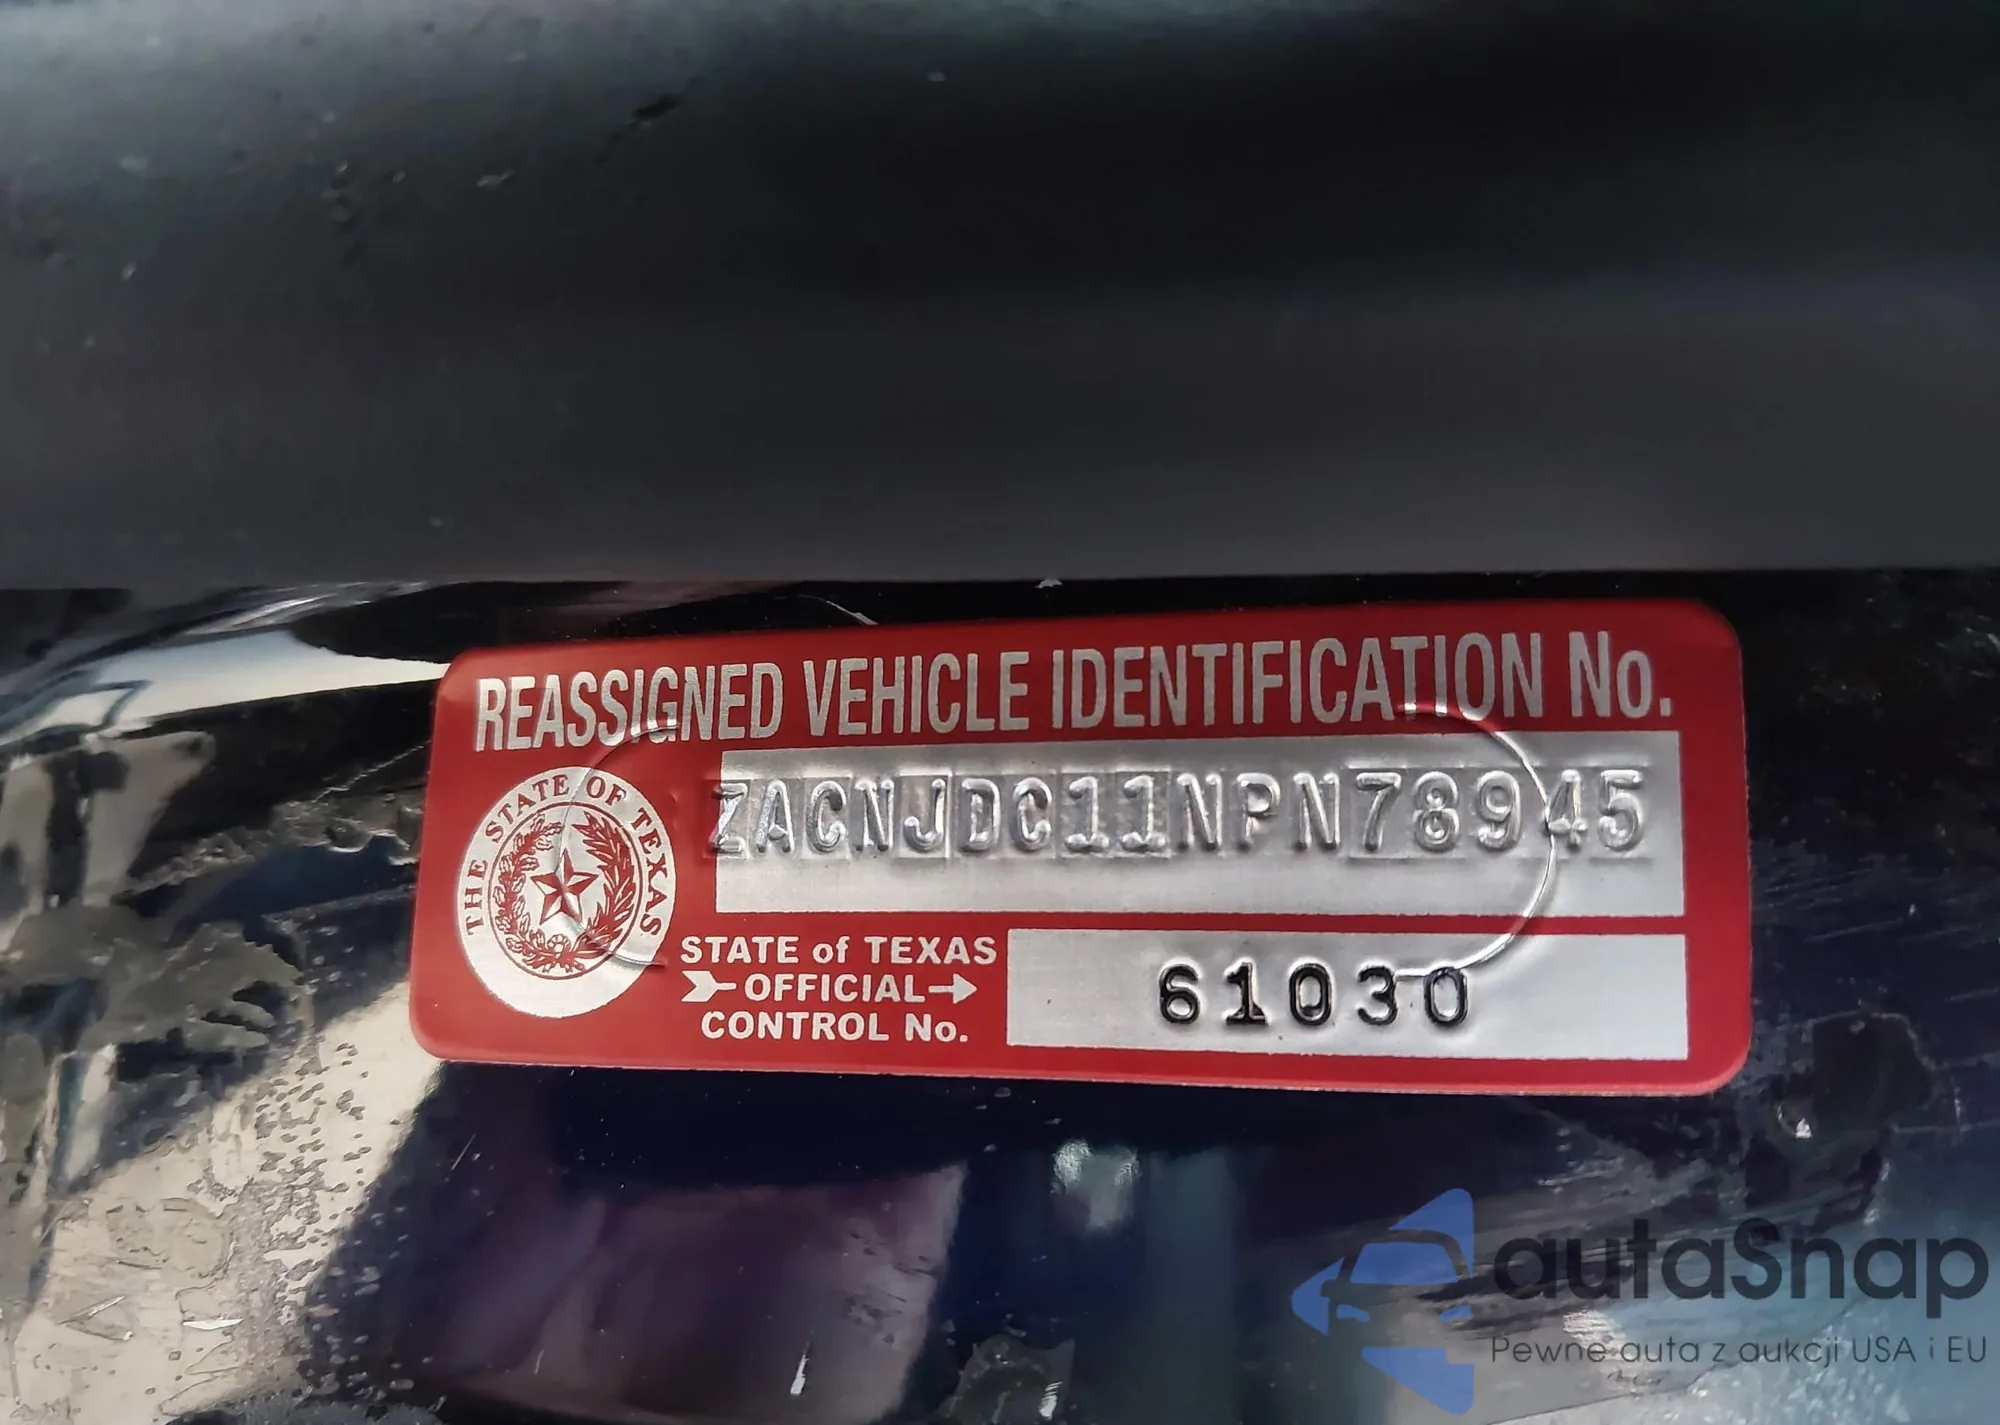 REASSIGNED VEHICLE IDENTIFICATION No.
ZACNJDC11NPN78945
THE STATE OF TEXAS
STATE of TEXAS
OFFICIAL
CONTROL No.
61030
autaSnap
Pewne auta z aukcji USA i EU